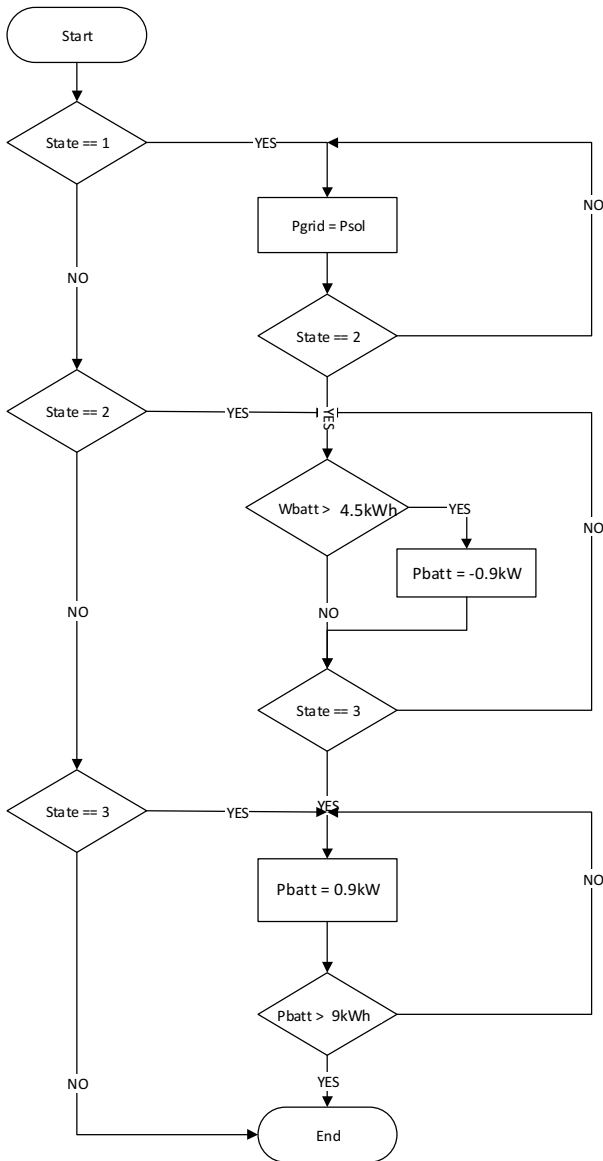 Start
State == 1
YES
NO
Pgrid = Psol
NO
State == 2
State == 2
YES
YES
Wbatt > 4.5kWh
YES
NO
Pbatt = -0.9kW
NO
NO
State == 3
State == 3
YES
YES
Pbatt = 0.9kW
NO
Pbatt > 9kWh
NO
YES
End